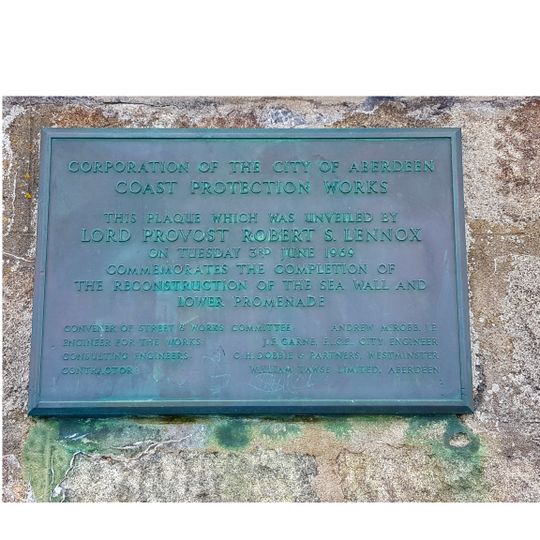 CORPORATION OF THE CITY OF ABERDEEN
COAST PROTECTION WORKS
THIS PLAQUE WHICH WAS UNVEILED BY
LORD PROVOST ROBERT S. LENNOX
ON TUESDAY 3RD JUNE 1969
COMMEMORATES THE COMPLETION OF
THE RECONSTRUCTION OF THE SEA WALL AND
LOWER PROMENADE
CONVENER OF STREET & WORKS COMMITTEE ANDREW MCROBB, J.P.
ENGINEER FOR THE WORKS J.F. GARNE, F.I.C.E., CITY ENGINEER
CONSULTING ENGINEERS C.H. DOBBIE & PARTNERS, WESTMINSTER
CONTRACTOR WILLIAM TAWSE LIMITED, ABERDEEN